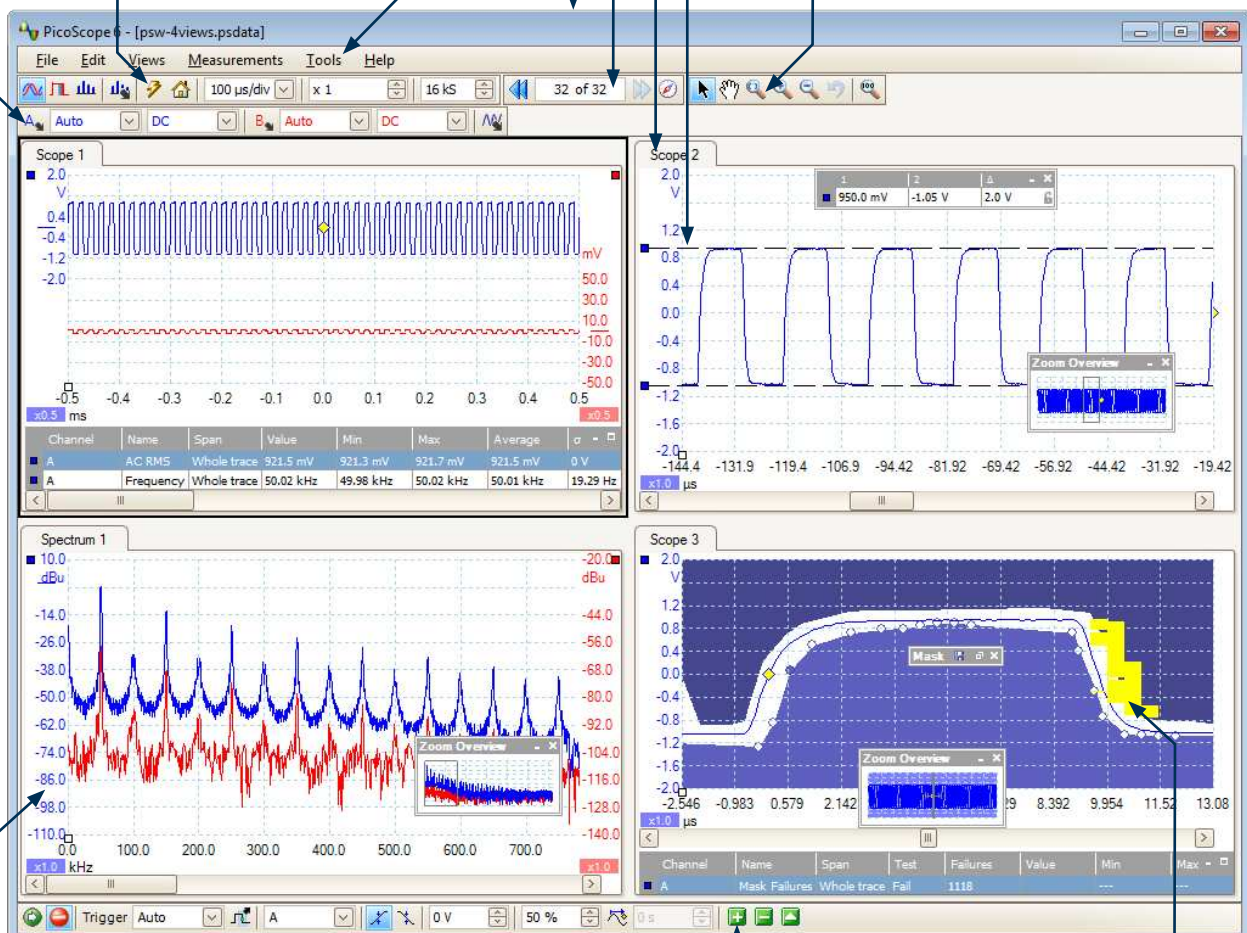 PicoScope 6 - [psw-4views.psdata]
File Edit Views Measurements Tools Help
100 µs/div x 1 16 kS 32 of 32
A Auto DC B Auto DC
Scope 1
2.0
V
0.4
-0.4
-1.2
-2.0
mV
50.0
30.0
10.0
-10.0
-30.0
-50.0
-0.5 -0.4 -0.3 -0.2 -0.1 0.0 0.1 0.2 0.3 0.4 0.5
x0.5 ms x0.5
Channel Name Span Value Min Max Average σ
A AC RMS Whole trace 921.5 mV 921.3 mV 921.7 mV 921.5 mV 0 V
A Frequency Whole trace 50.02 kHz 49.98 kHz 50.02 kHz 50.01 kHz 19.29 Hz
Scope 2
2.0
V
1.2
0.8
0.4
0.0
-0.4
-0.8
-1.2
-1.6
-2.0
1 2 Δ
950.0 mV -1.05 V 2.0 V
Zoom Overview
-144.4 -131.9 -119.4 -106.9 -94.42 -81.92 -69.42 -56.92 -44.42 -31.92 -19.42
x1.0 µs
Spectrum 1
10.0
dBu
-14.0
-26.0
-38.0
-50.0
-62.0
-74.0
-86.0
-98.0
-110.0
-20.0
dBu
-44.0
-56.0
-68.0
-80.0
-92.0
-104.0
-116.0
-128.0
-140.0
Zoom Overview
0.0 100.0 200.0 300.0 400.0 500.0 600.0 700.0
x1.0 kHz x1.0
Scope 3
2.0
V
1.2
0.8
0.4
0.0
-0.4
-0.8
-1.2
-1.6
-2.0
Mask
Zoom Overview
-2.546 -0.983 0.579 2.142 8.392 9.954 11.52 13.08
x1.0 µs
Channel Name Span Test Failures Value Min Max
A Mask Failures Whole trace Fail 1118 --- ---
Trigger Auto A 0 V 50 % 0 s